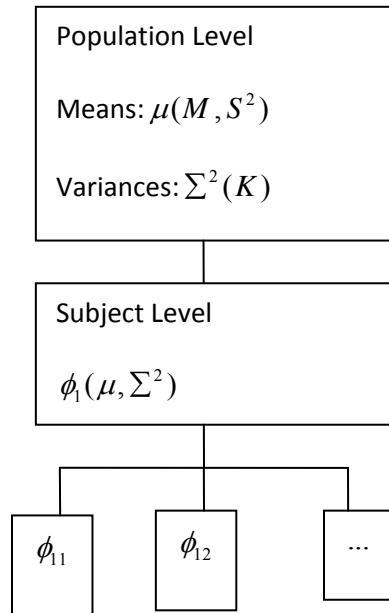 Population Level
Means: μ(M, S²)
Variances: Σ²(K)
Subject Level
ϕ₁(μ, Σ²)
ϕ₁₁
ϕ₁₂
...